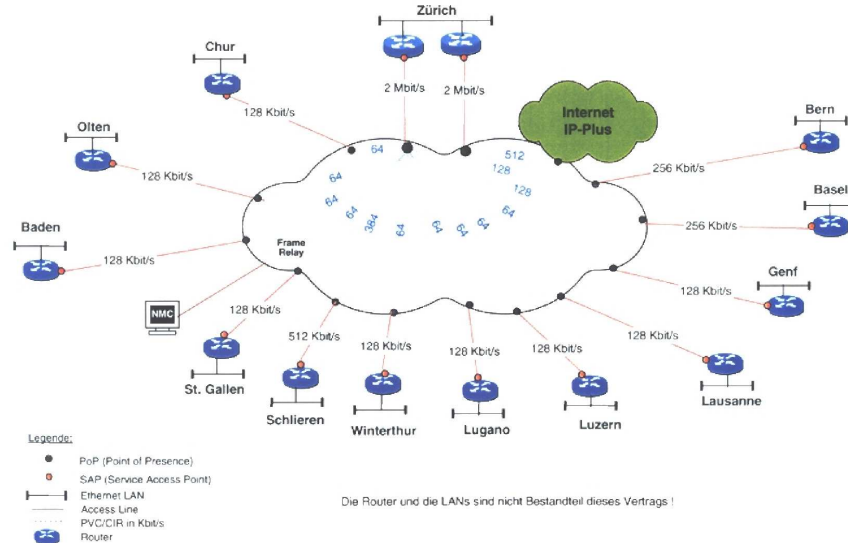 Zürich
Chur
2 Mbit/s
2 Mbit/s
Internet
IP-Plus
Bern
128 Kbit/s
Olten
64
512
128
128
64
256 Kbit/s
128 Kbit/s
Basel
64
64
64
384
64
64
64
64
256 Kbit/s
Baden
128 Kbit/s
Frame
Relay
Genf
128 Kbit/s
NMC
128 Kbit/s
512 Kbit/s
128 Kbit/s
128 Kbit/s
128 Kbit/s
128 Kbit/s
St. Gallen
Schlieren
Winterthur
Lugano
Luzern
Lausanne
Legende:
PoP (Point of Presence)
SAP (Service Access Point)
Ethernet LAN
Access Line
PVC/CIR in Kbit/s
Router
Die Router und die LANs sind nicht Bestandteil dieses Vertrags !